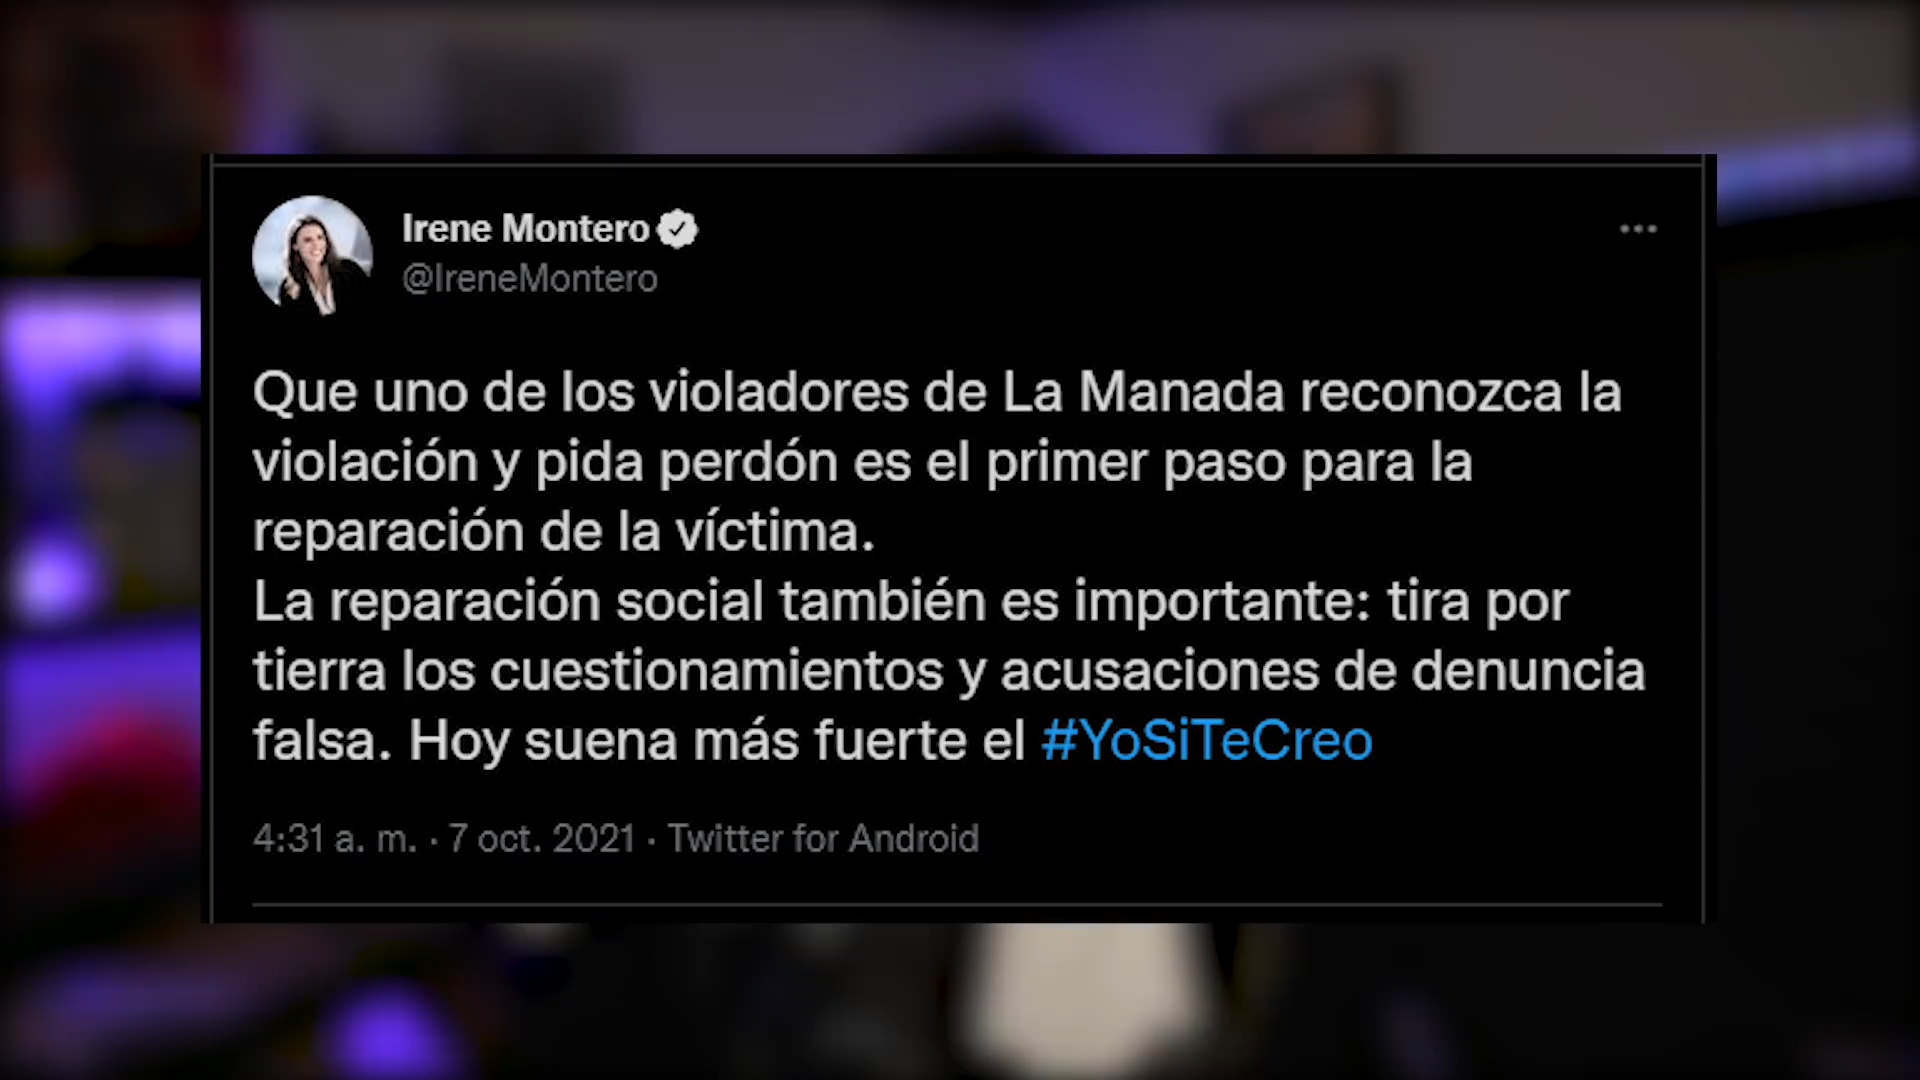 Irene Montero
@IreneMontero
Que uno de los violadores de La Manada reconozca la
violación y pida perdón es el primer paso para la
reparación de la víctima.
La reparación social también es importante: tira por
tierra los cuestionamientos y acusaciones de denuncia
falsa. Hoy suena más fuerte el #YoSiTeCreo
4:31 a. m. · 7 oct. 2021 · Twitter for Android